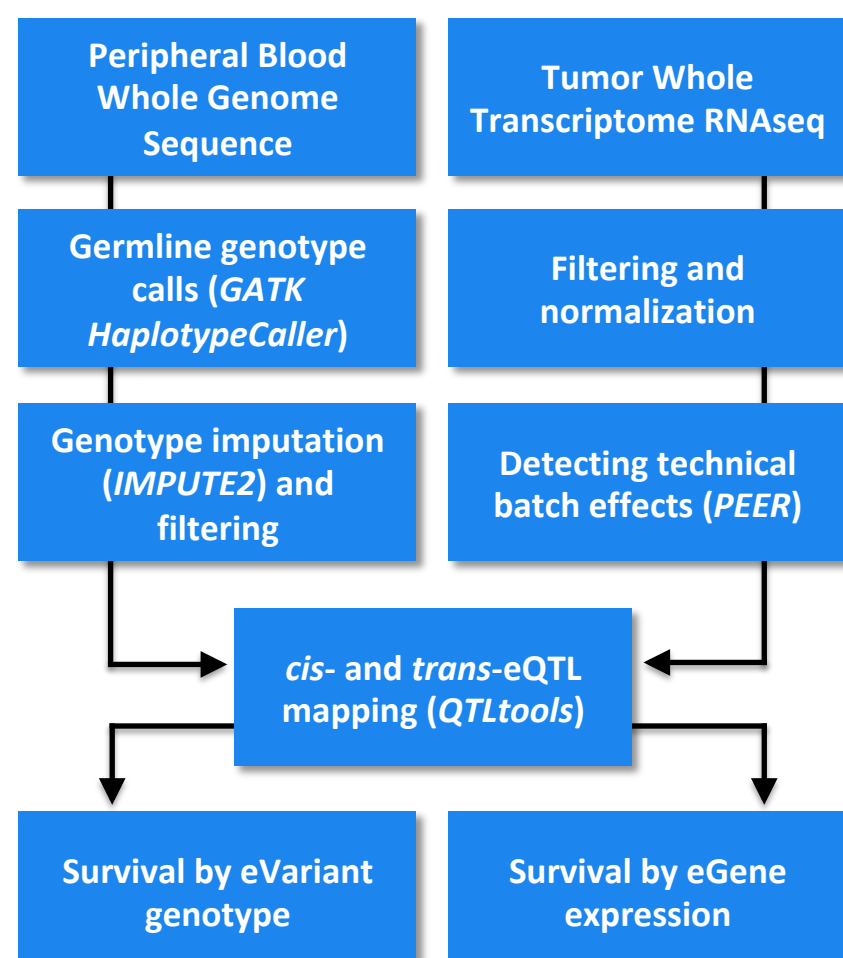 Peripheral Blood
Whole Genome
Sequence
Tumor Whole
Transcriptome RNAseq
Germline genotype
calls (GATK
HaplotypeCaller)
Filtering and
normalization
Genotype imputation
(IMPUTE2) and
filtering
Detecting technical
batch effects (PEER)
cis- and trans-eQTL
mapping (QTLtools)
Survival by eVariant
genotype
Survival by eGene
expression